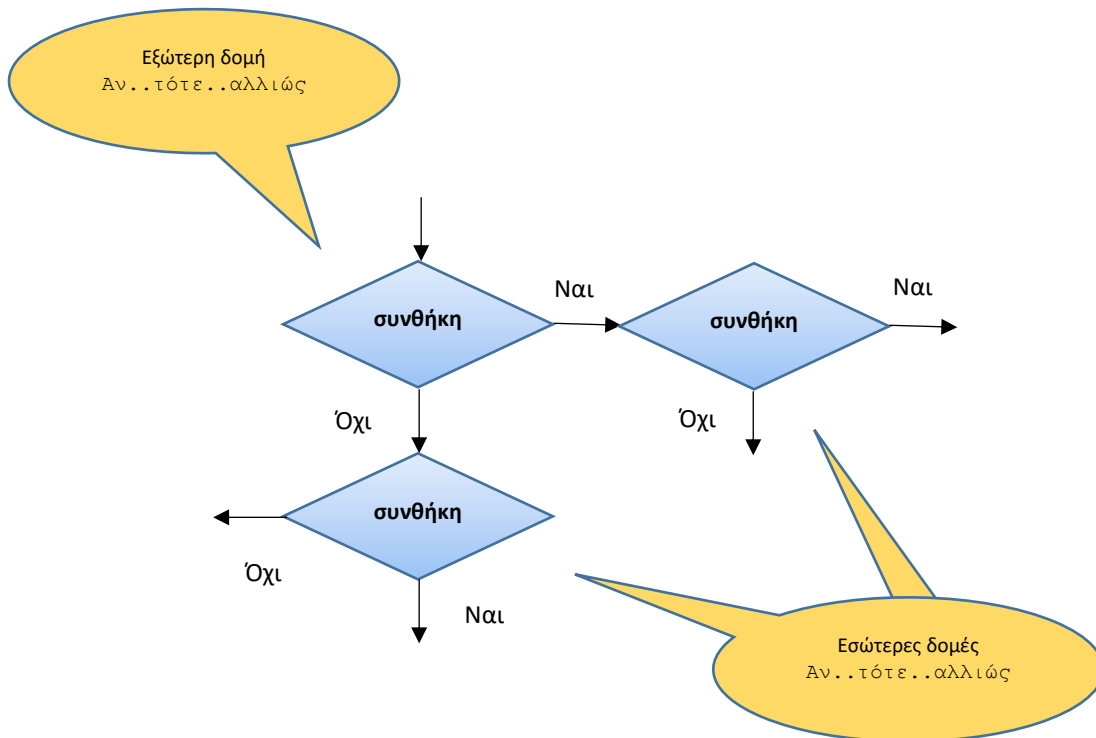 Εξώτερη δομή
Αν..τότε..αλλιώς
Ναι
Ναι
συνθήκη
συνθήκη
Όχι
Όχι
συνθήκη
Όχι
Ναι
Εσώτερες δομές
Αν..τότε..αλλιώς